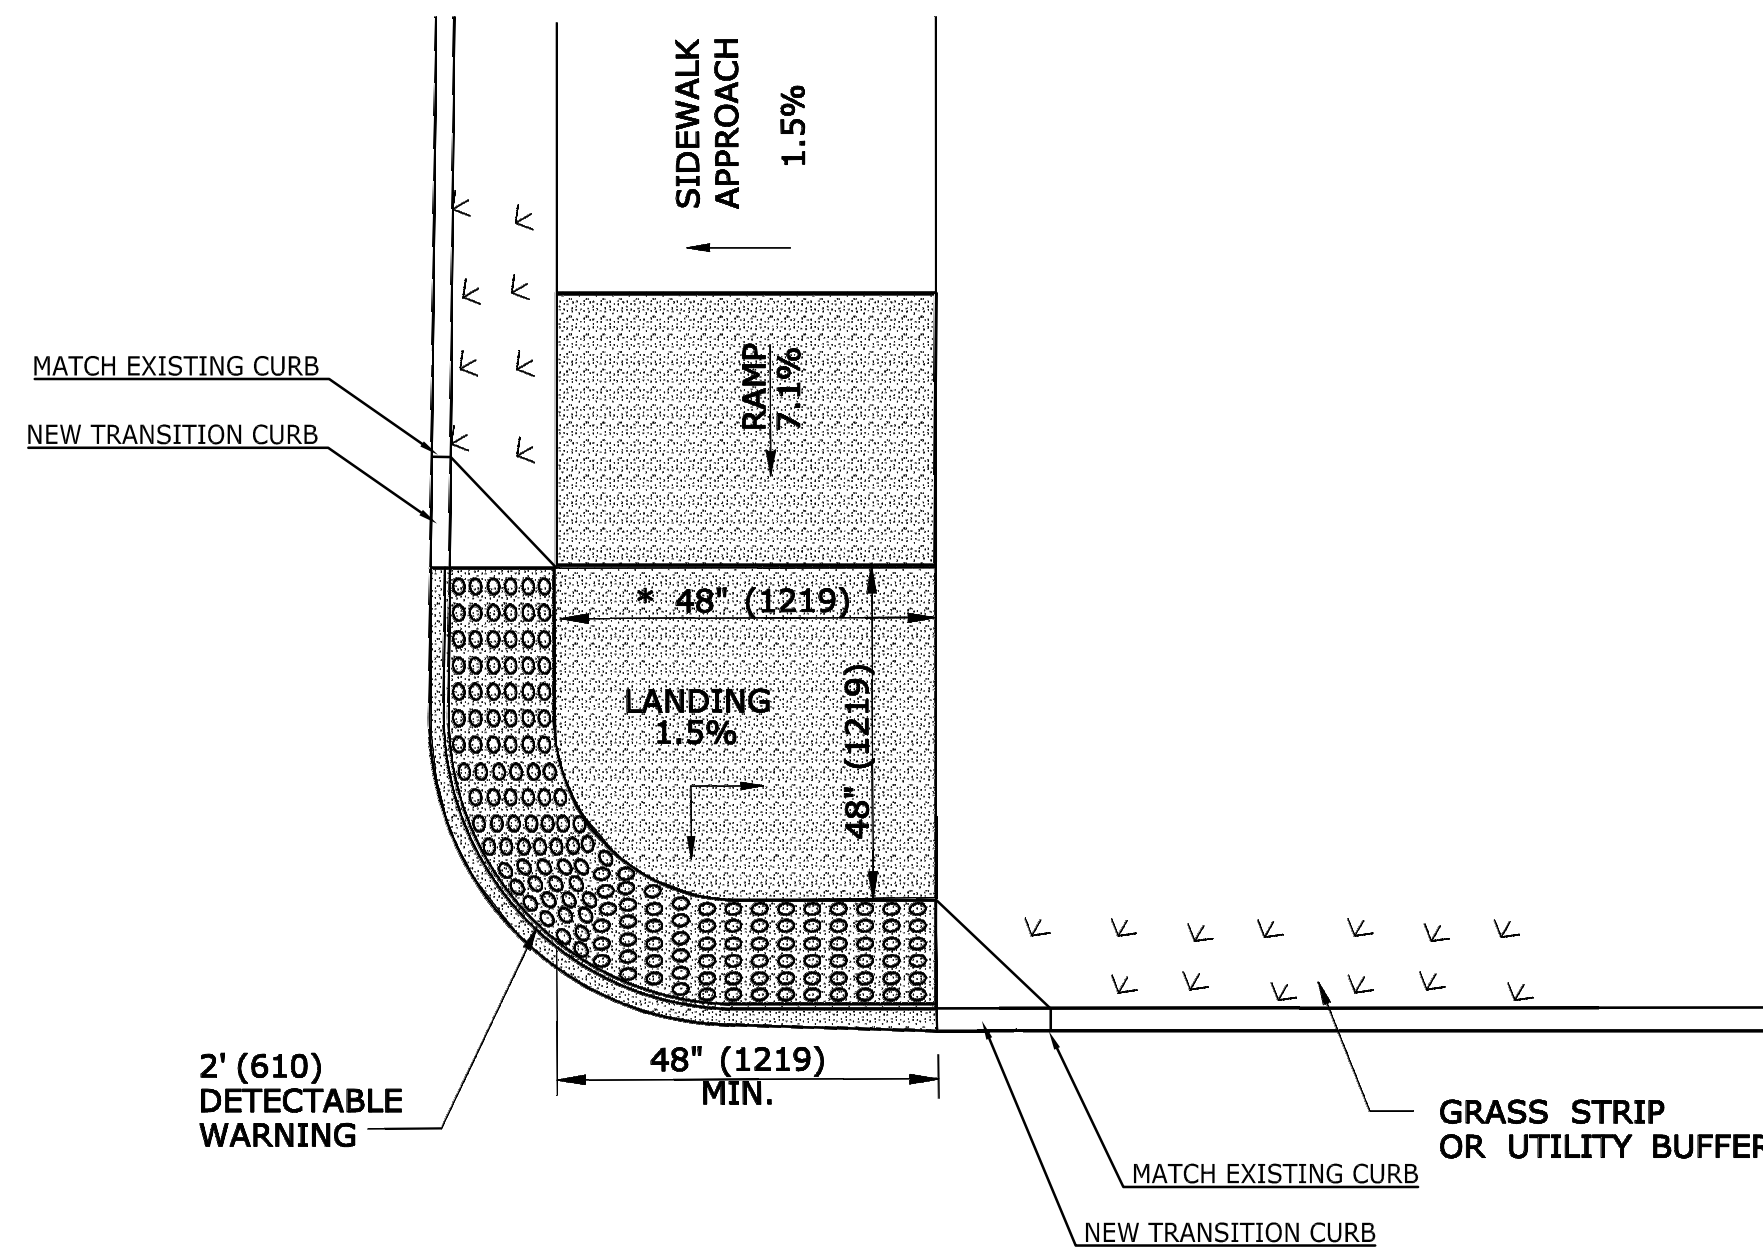 SIDEWALK
APPROACH
1.5%
MATCH EXISTING CURB
NEW TRANSITION CURB
RAMP
7.1%
* 48" (1219)
48" (1219)
LANDING
1.5%
48" (1219)
MIN.
2' (610)
DETECTABLE
WARNING
GRASS STRIP
OR UTILITY BUFFER
MATCH EXISTING CURB
NEW TRANSITION CURB